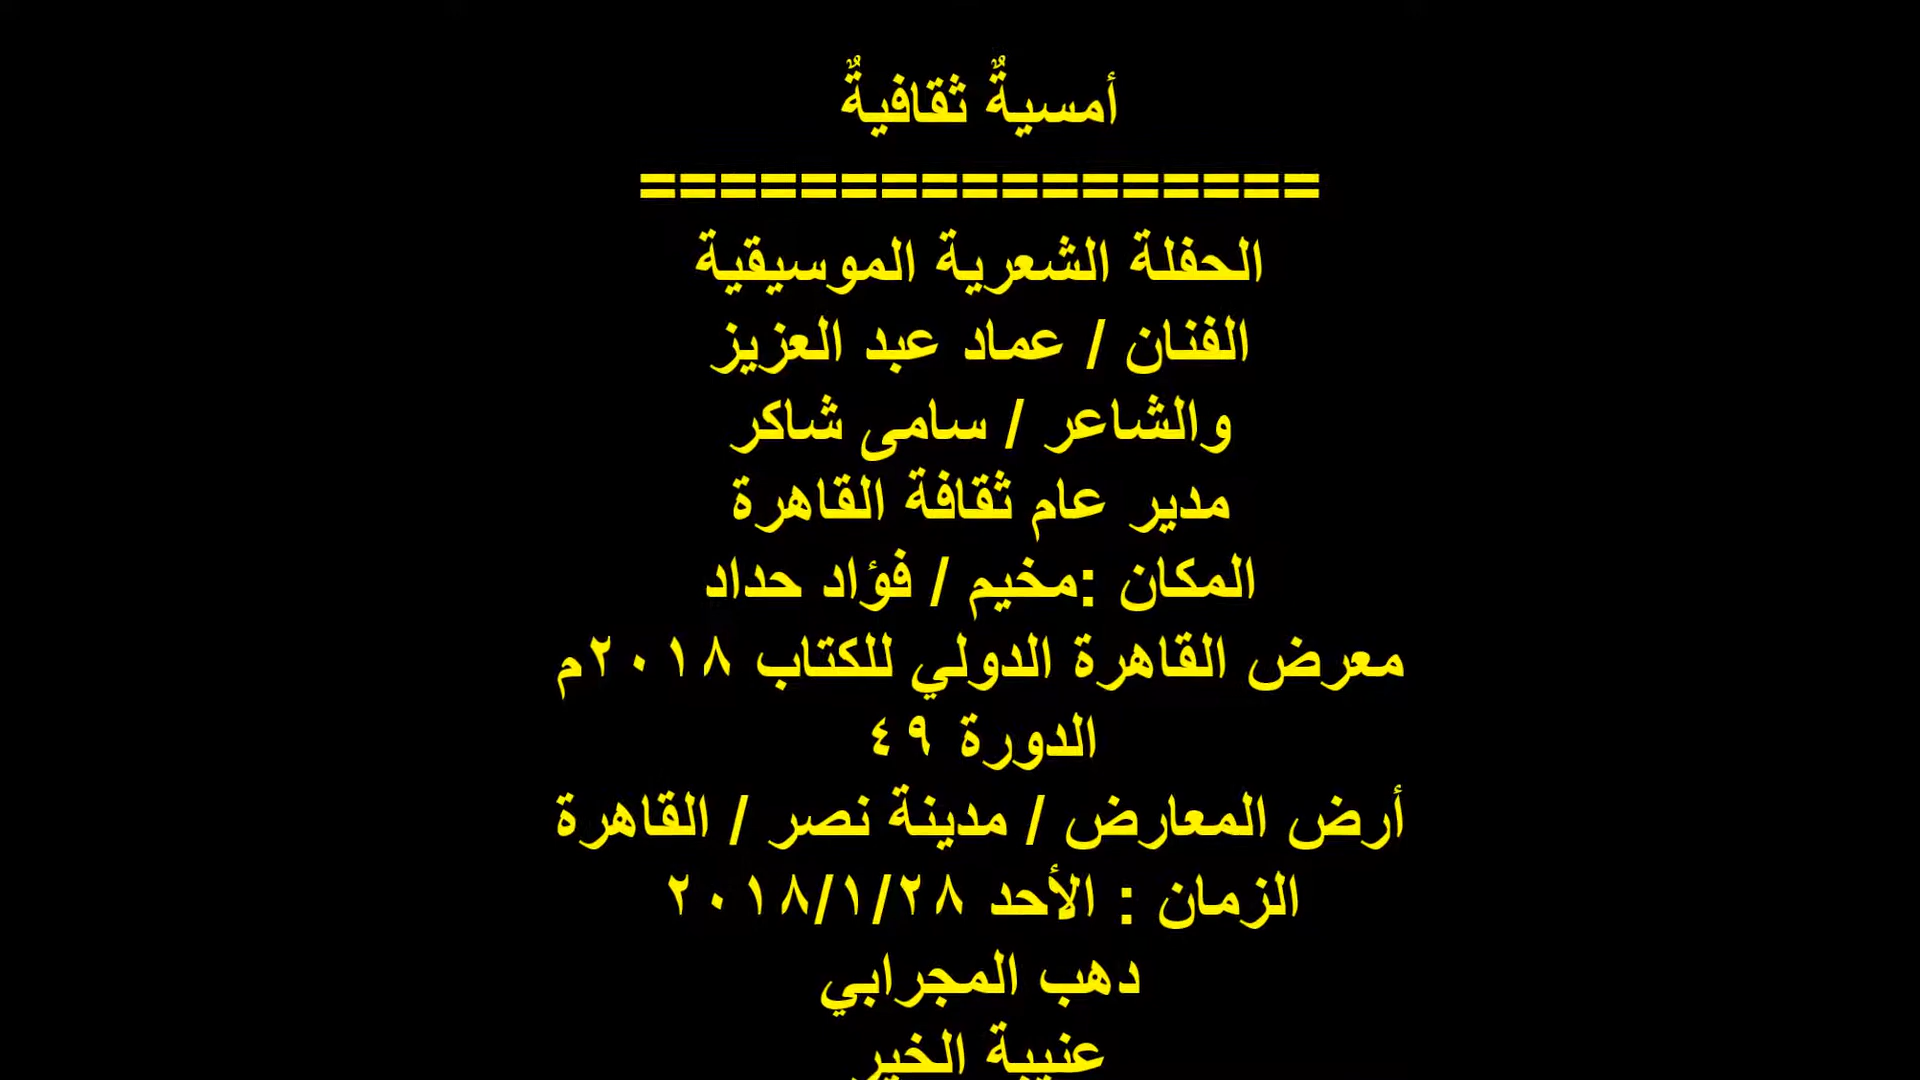 أمسيةٌ ثقافيةٌ
=================
الحفلة الشعرية الموسيقية
الفنان / عماد عبد العزيز
والشاعر / سامى شاكر
مدير عام ثقافة القاهرة
المكان :مخيم / فؤاد حداد
معرض القاهرة الدولي للكتاب ٢٠١٨م
الدورة ٤٩
أرض المعارض / مدينة نصر / القاهرة
الزمان : الأحد ٢٠١٨/١/٢٨
دهب المجرابي
عنيبة الخير